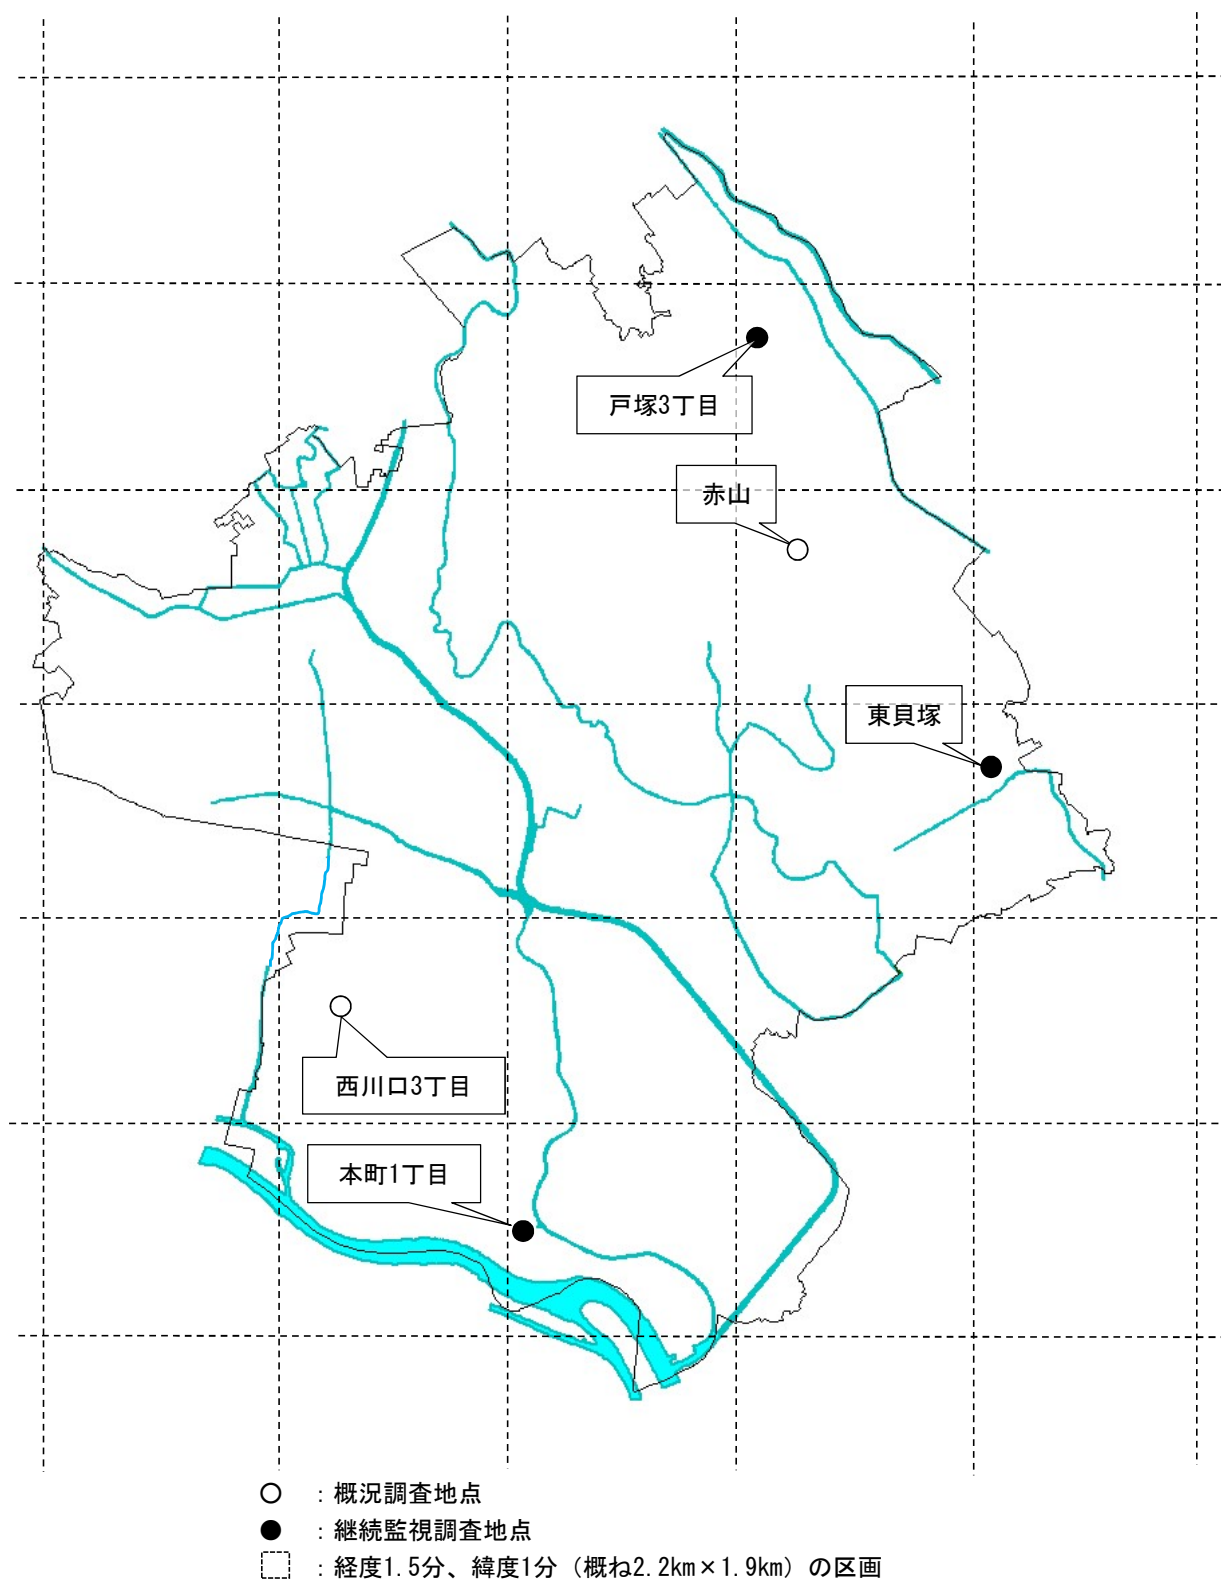 戸塚3丁目
赤山
東貝塚
西川口3丁目
本町1丁目
○ : 概況調査地点
● : 継続監視調査地点
: 経度1.5分、緯度1分（概ね2.2km×1.9km）の区画